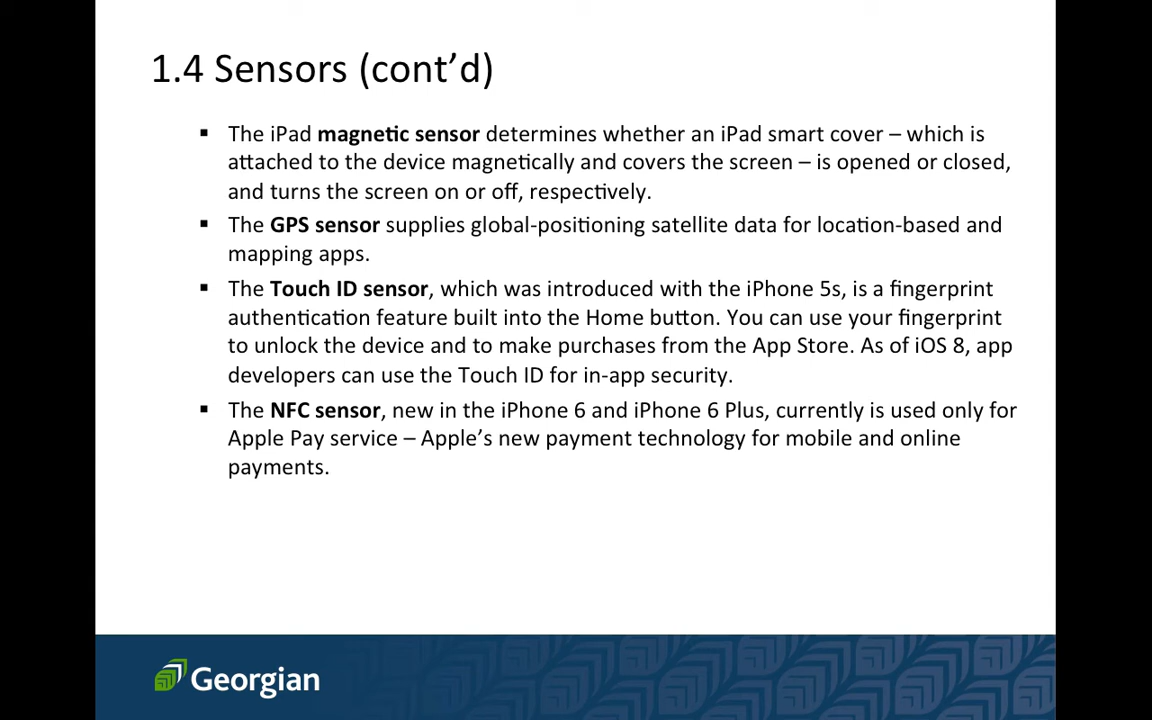 1.4 Sensors (cont’d)
▪ The iPad magnetic sensor determines whether an iPad smart cover – which is
attached to the device magnetically and covers the screen – is opened or closed,
and turns the screen on or off, respectively.
▪ The GPS sensor supplies global-positioning satellite data for location-based and
mapping apps.
▪ The Touch ID sensor, which was introduced with the iPhone 5s, is a fingerprint
authentication feature built into the Home button. You can use your fingerprint
to unlock the device and to make purchases from the App Store. As of iOS 8, app
developers can use the Touch ID for in-app security.
▪ The NFC sensor, new in the iPhone 6 and iPhone 6 Plus, currently is used only for
Apple Pay service – Apple’s new payment technology for mobile and online
payments.
Georgian